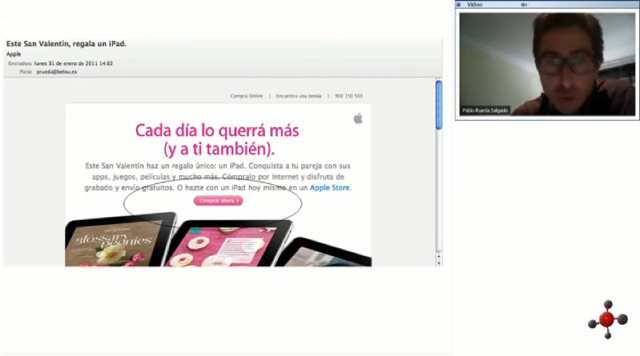 Este San Valentín, regala un iPad.
Apple
Enviados: lunes 31 de enero de 2011 14:02
Para: prueda@
Compra Online | Encuentra una tienda | 900 150 503
Cada día lo querrá más
(y a ti también).
Este San Valentín haz un regalo único: un iPad. Conquista a tu pareja con sus
apps, juegos, películas y mucho más. Cómpralo por Internet y disfruta de
grabado y envío gratuitos. O hazte con un iPad hoy mismo en un Apple Store.
Comprar ahora
glossary
peonies
Video
Pablo Rueda Salgado